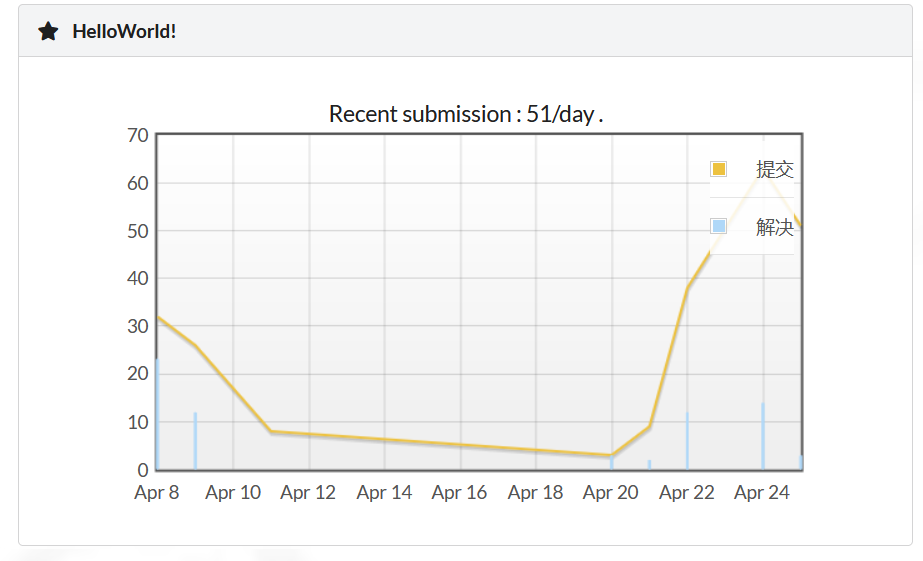 HelloWorld!
Recent submission : 51/day .
70
60
50
40
30
20
10
0
提交
解决
Apr 8 Apr 10 Apr 12 Apr 14 Apr 16 Apr 18 Apr 20 Apr 22 Apr 24